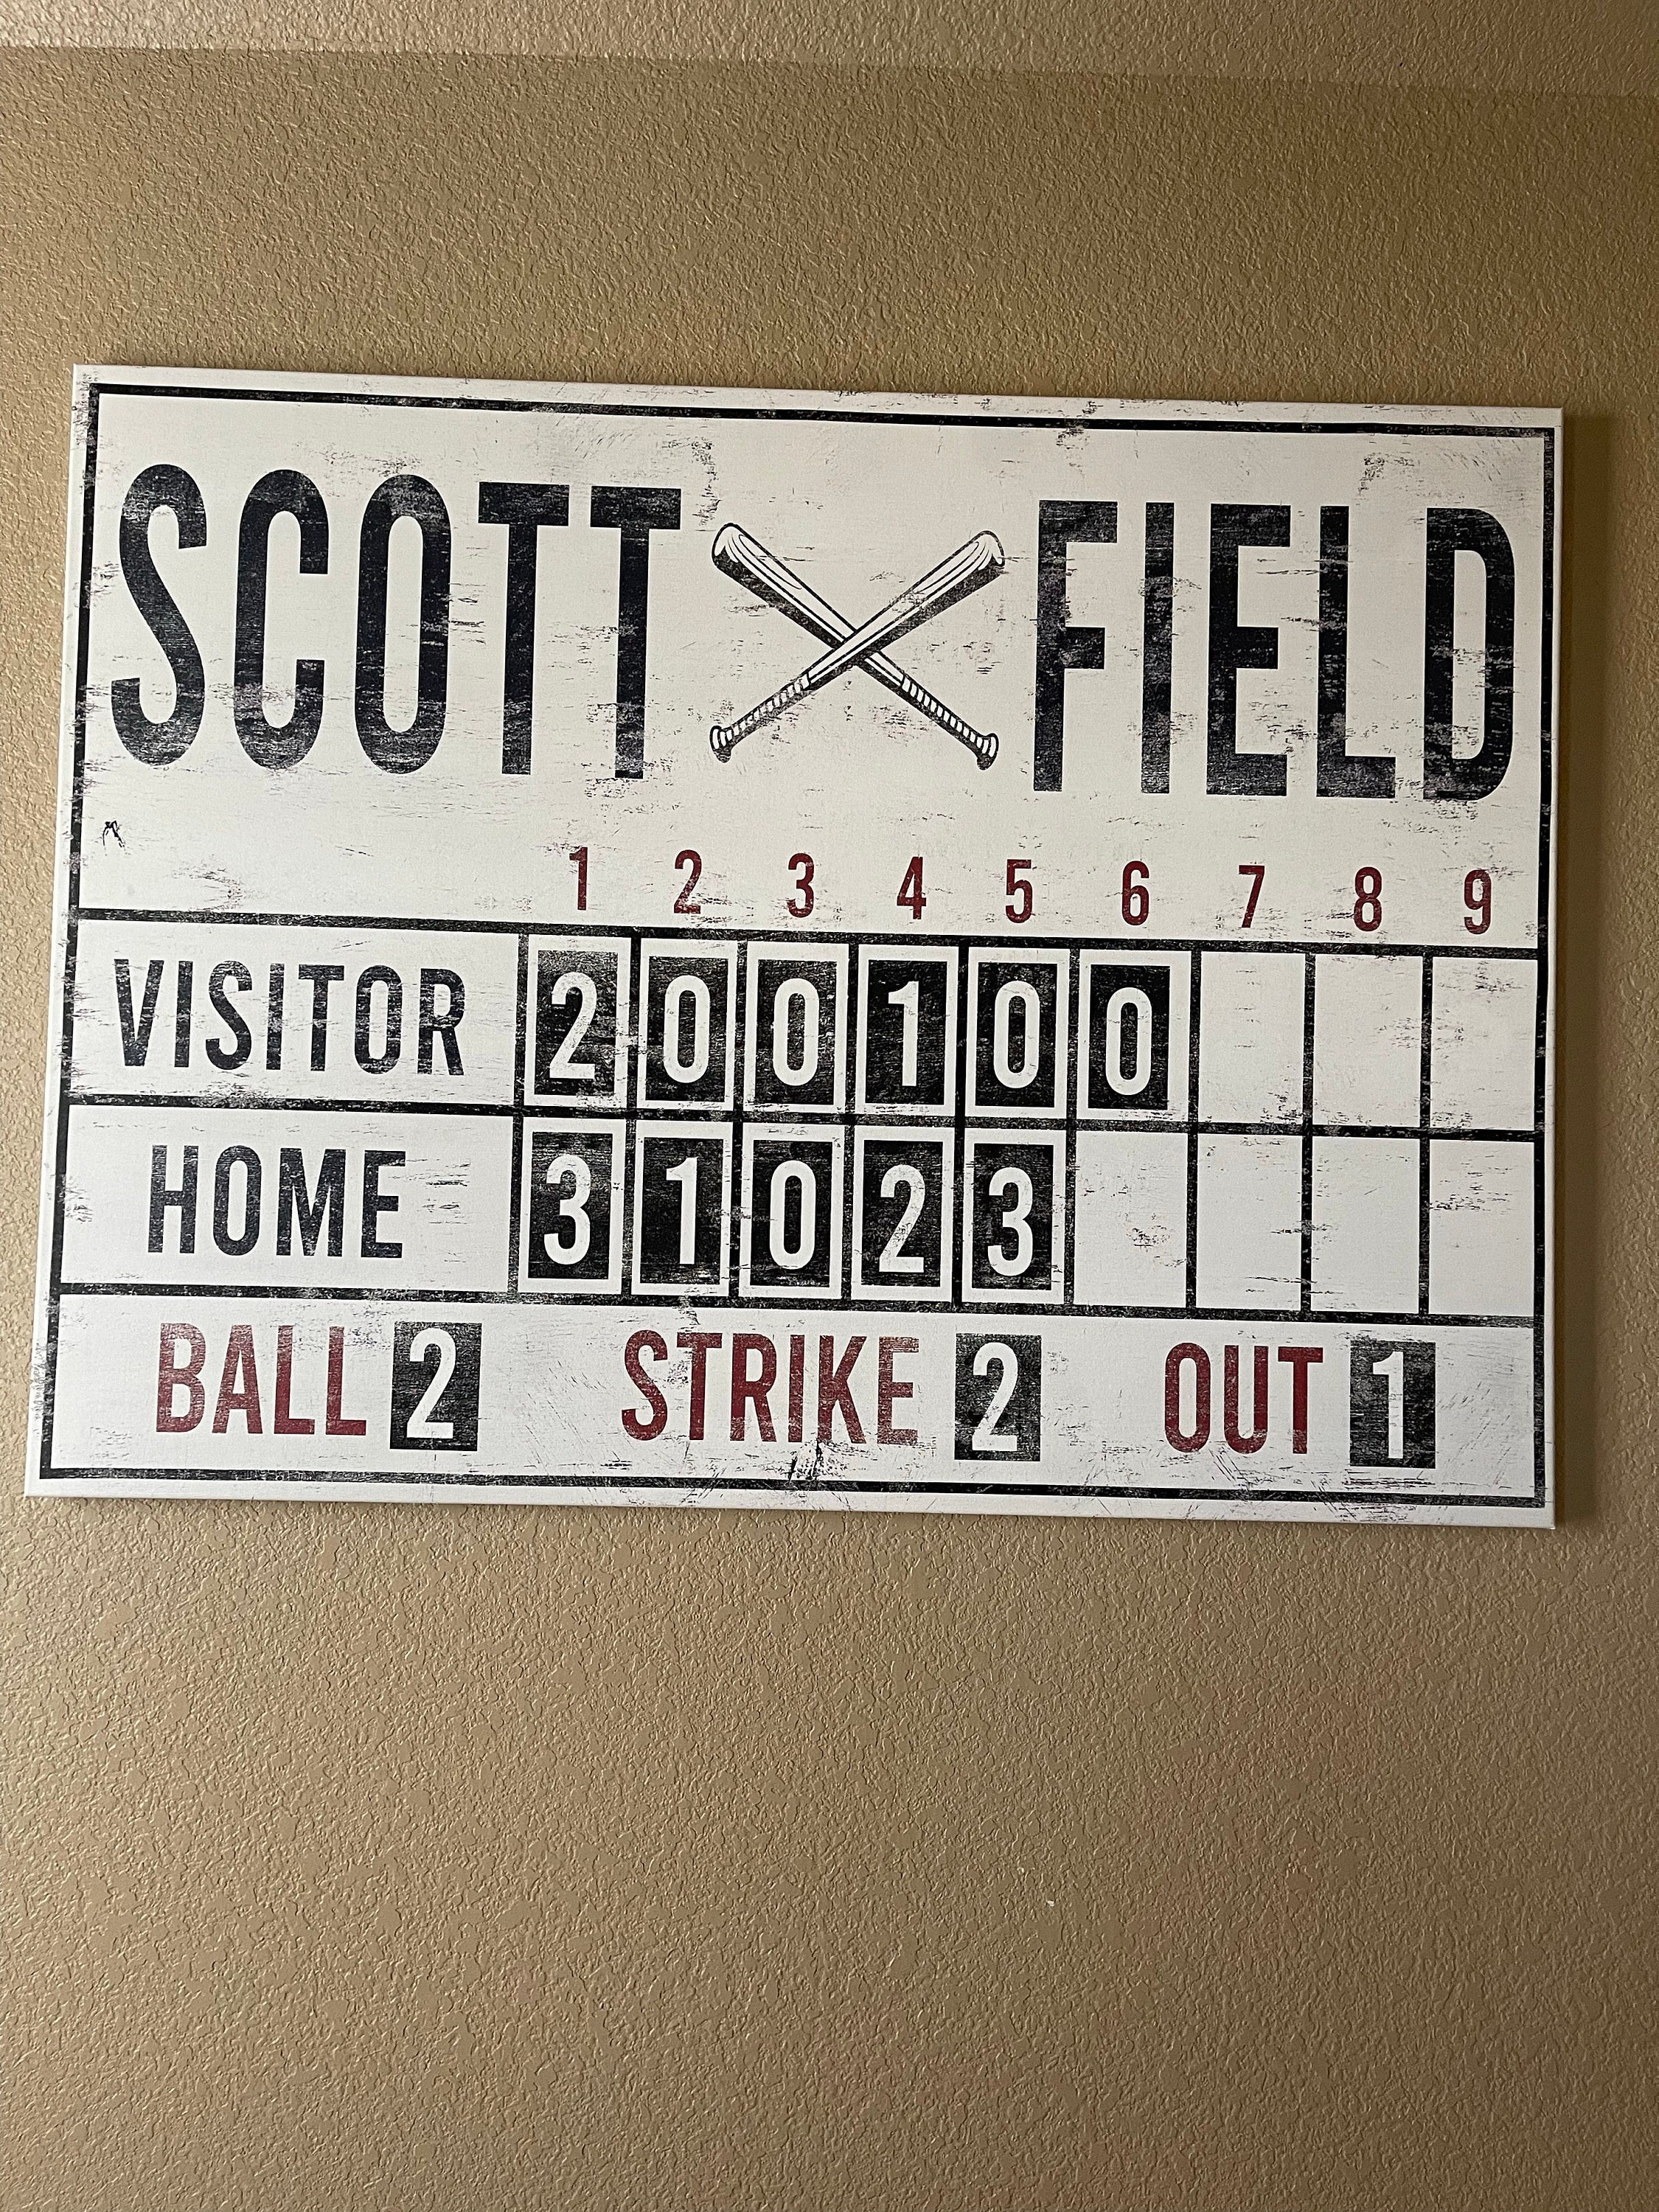 SCOTT FIELD
1 2 3 4 5 6 7 8 9
VISITOR 2 0 0 1 0 0
HOME 3 1 0 2 3
BALL 2 STRIKE 2 OUT 1